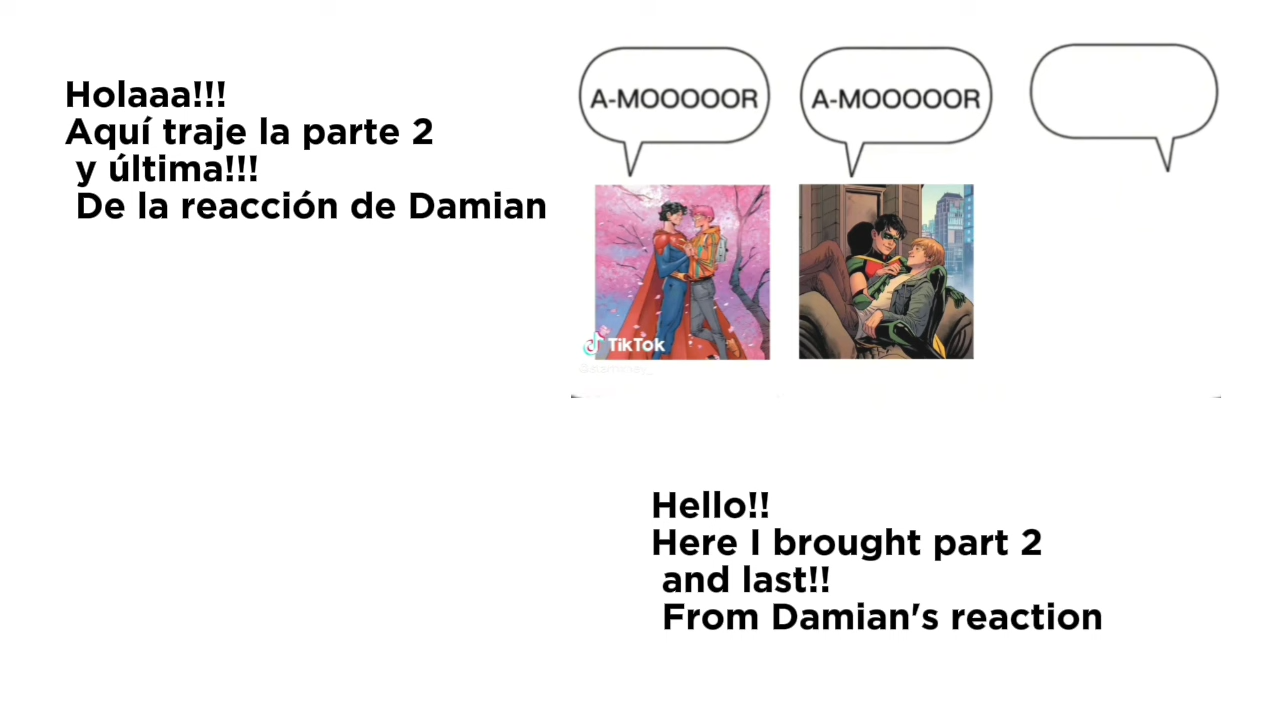 Holaaa!!!
Aquí traje la parte 2
y última!!!
De la reacción de Damian
A-MOOOOOR
A-MOOOOOR
TikTok
Hello!!
Here I brought part 2
and last!!
From Damian's reaction